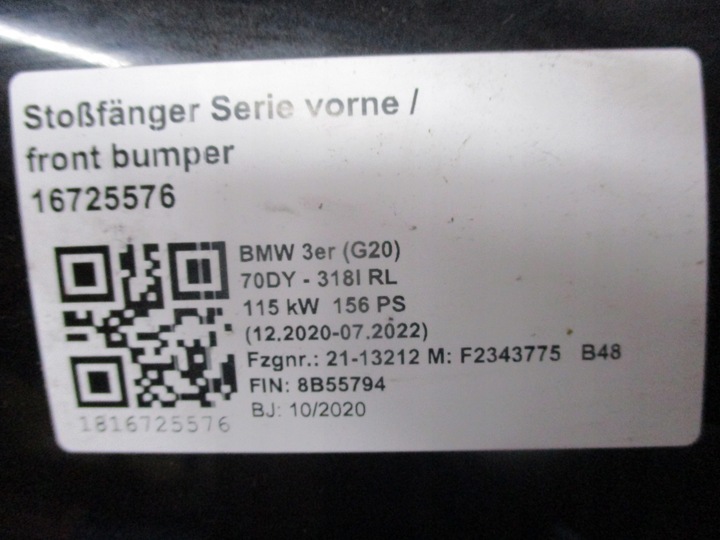 Stoßfänger Serie vorne /
front bumper
16725576
BMW 3er (G20)
70DY - 318I RL
115 kW 156 PS
(12.2020-07.2022)
Fzgnr.: 21-13212 M: F2343775 B48
FIN: 8B55794
BJ: 10/2020
1816725576